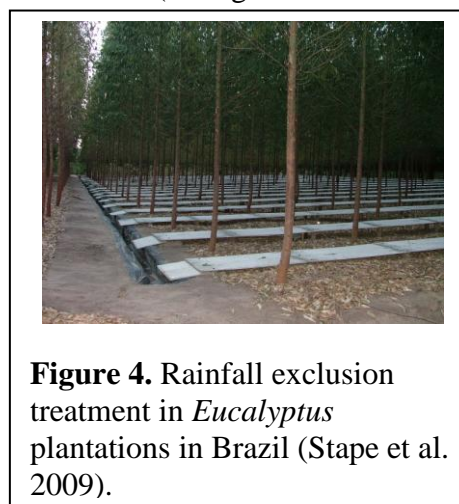 Figure 4. Rainfall exclusion
treatment in Eucalyptus
plantations in Brazil (Stape et al.
2009).